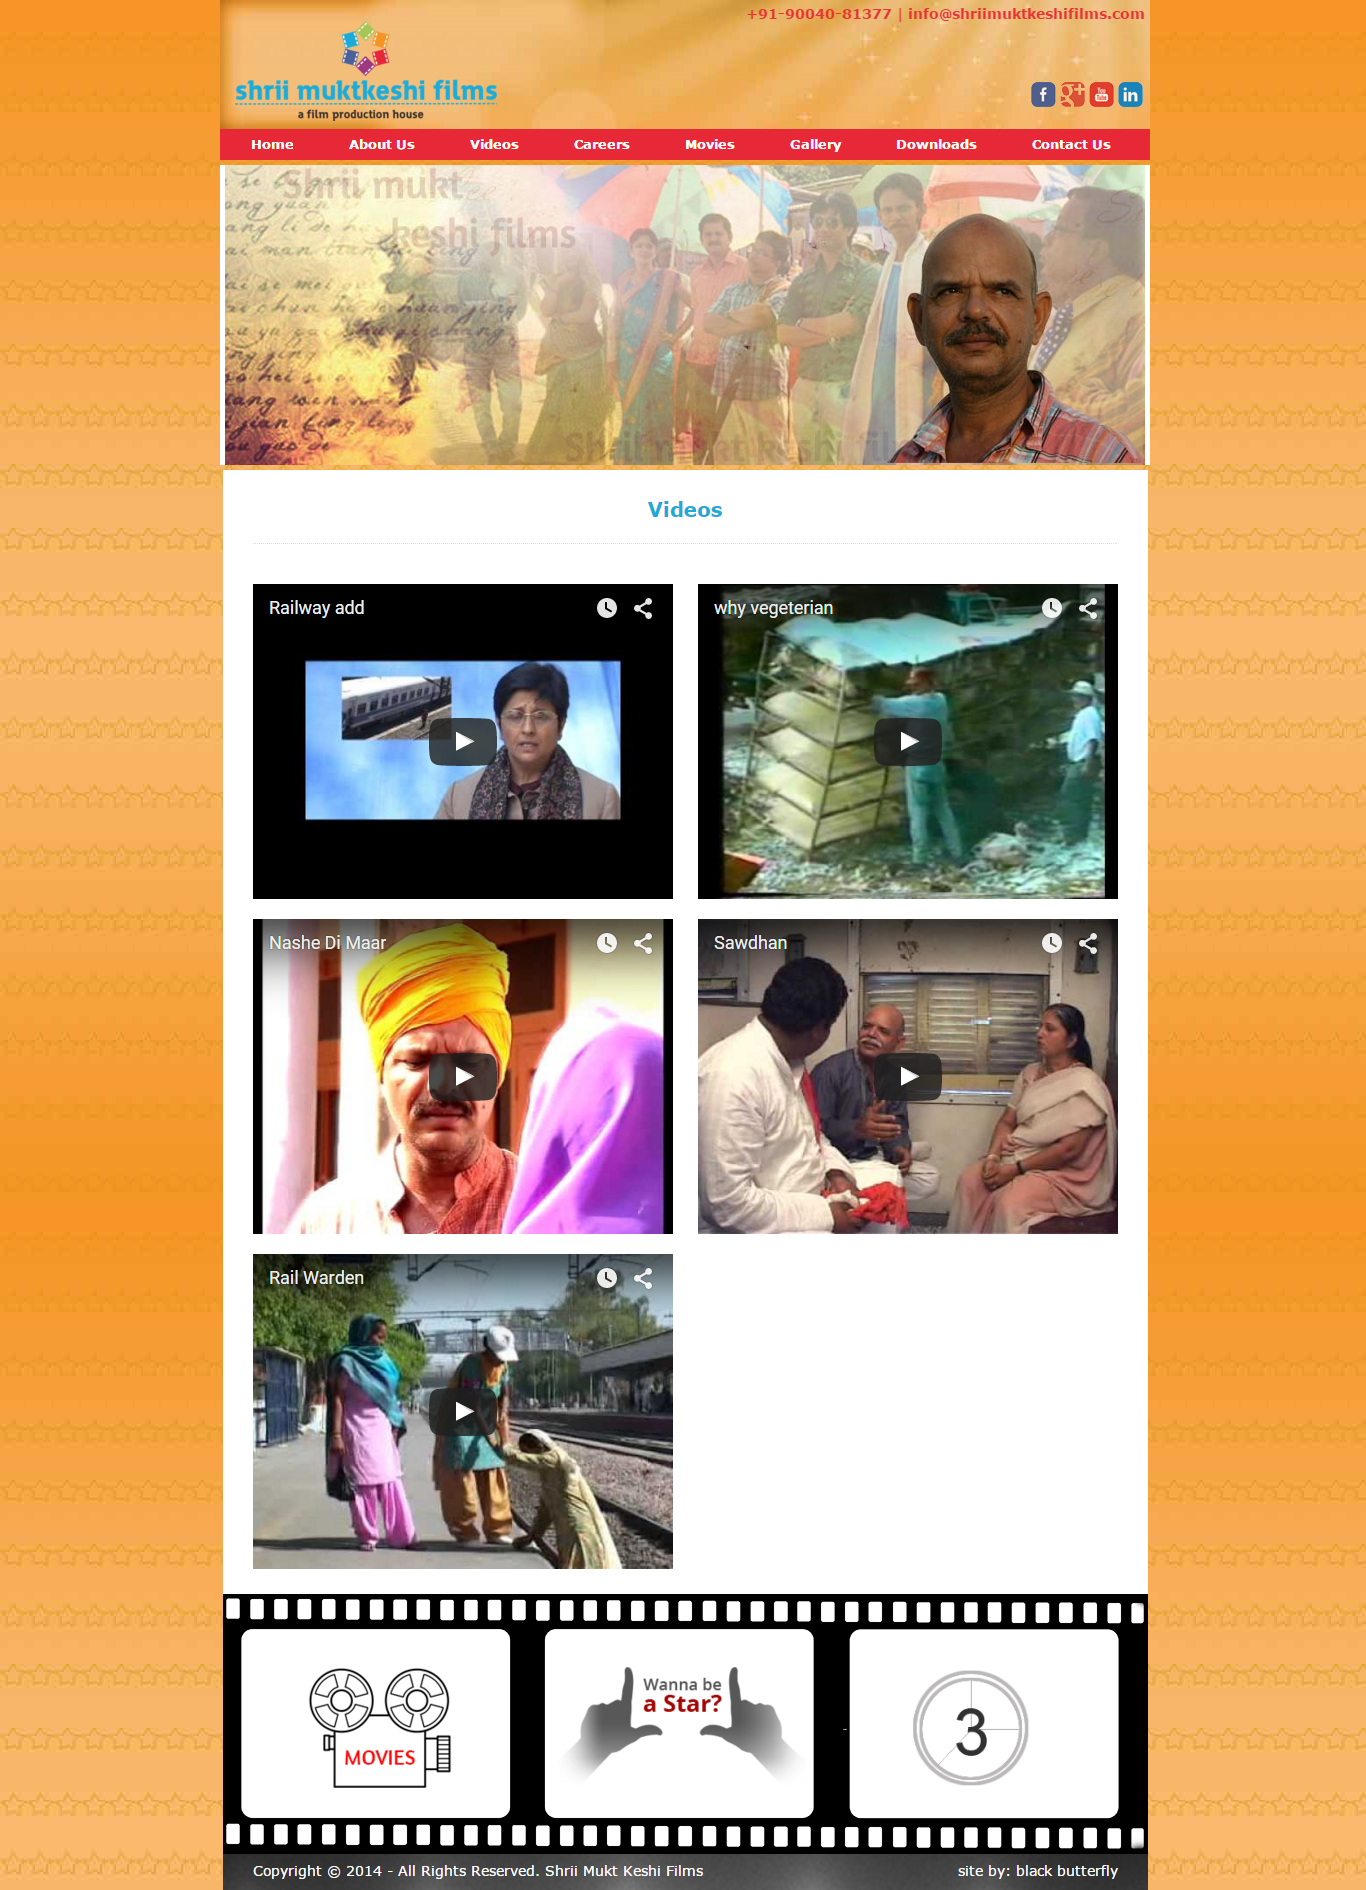 +91-90040-81377 | info@shriimuktkeshifilms.com
shrii muktkeshi films
a film production house
Home About Us Videos Careers Movies Gallery Downloads Contact Us
Shrii mukt
keshi films
Videos
Railway add
why vegeterian
Nashe Di Maar
Sawdhan
Rail Warden
MOVIES
Wanna be
a Star?
3
Copyright © 2014 - All Rights Reserved. Shrii Mukt Keshi Films
site by: black butterfly